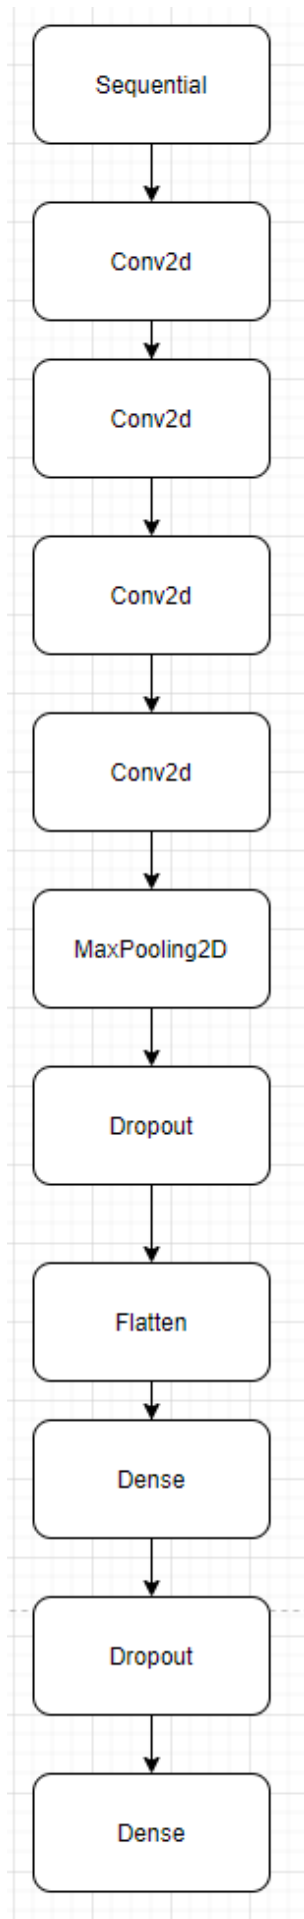 Sequential
Conv2d
Conv2d
Conv2d
Conv2d
MaxPooling2D
Dropout
Flatten
Dense
Dropout
Dense